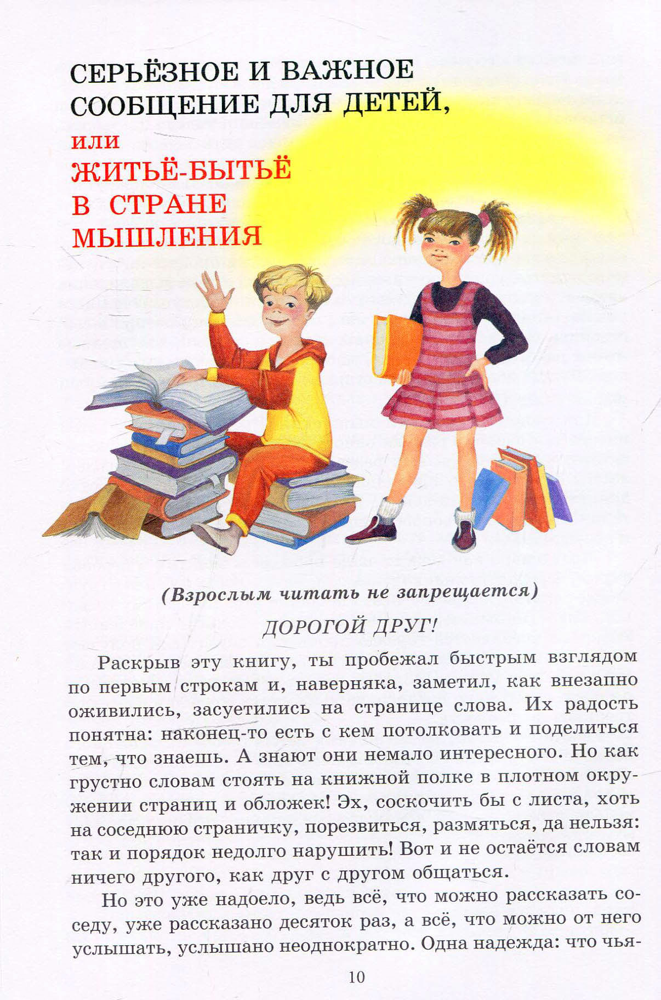 СЕРЬЁЗНОЕ И ВАЖНОЕ
СООБЩЕНИЕ ДЛЯ ДЕТЕЙ,
или
ЖИТЬЁ-БЫТЬЁ
В СТРАНЕ
МЫШЛЕНИЯ
(Взрослым читать не запрещается)
ДОРОГОЙ ДРУГ!
Раскрыв эту книгу, ты пробежал быстрым взглядом
по первым строкам и, наверняка, заметил, как внезапно
оживились, засуетились на странице слова. Их радость
понятна: наконец-то есть с кем потолковать и поделиться
тем, что знаешь. А знают они немало интересного. Но как
грустно словам стоять на книжной полке в плотном окру-
жении страниц и обложек! Эх, соскочить бы с листа, хоть
на соседнюю страничку, порезвиться, размяться, да нельзя:
так и порядок недолго нарушить! Вот и не остаётся словам
ничего другого, как друг с другом общаться.
Но это уже надоело, ведь всё, что можно рассказать со-
седу, уже рассказано десяток раз, а всё, что можно от него
услышать, услышано неоднократно. Одна надежда: что чья-
10